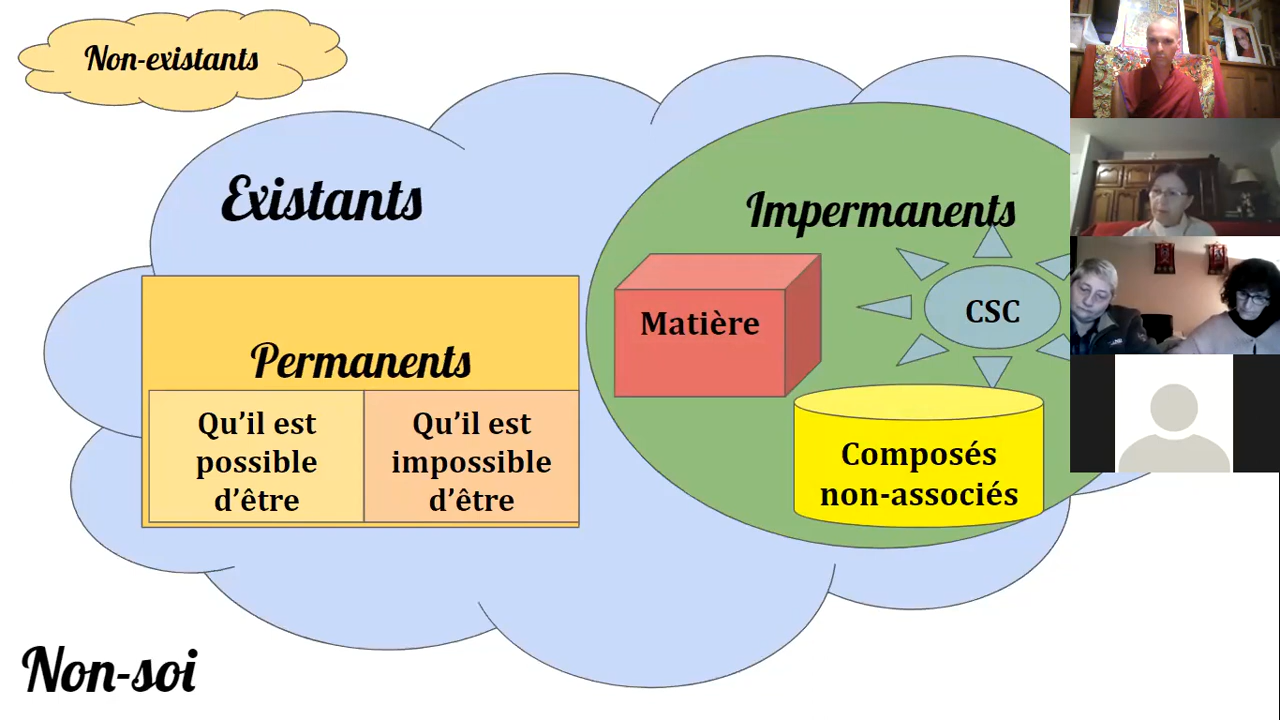 Non-existants
Existants
Impermanents
Matière
CSC
Permanents
Qu'il est
possible
d'être
Qu'il est
impossible
d'être
Composés
non-associés
Non-soi